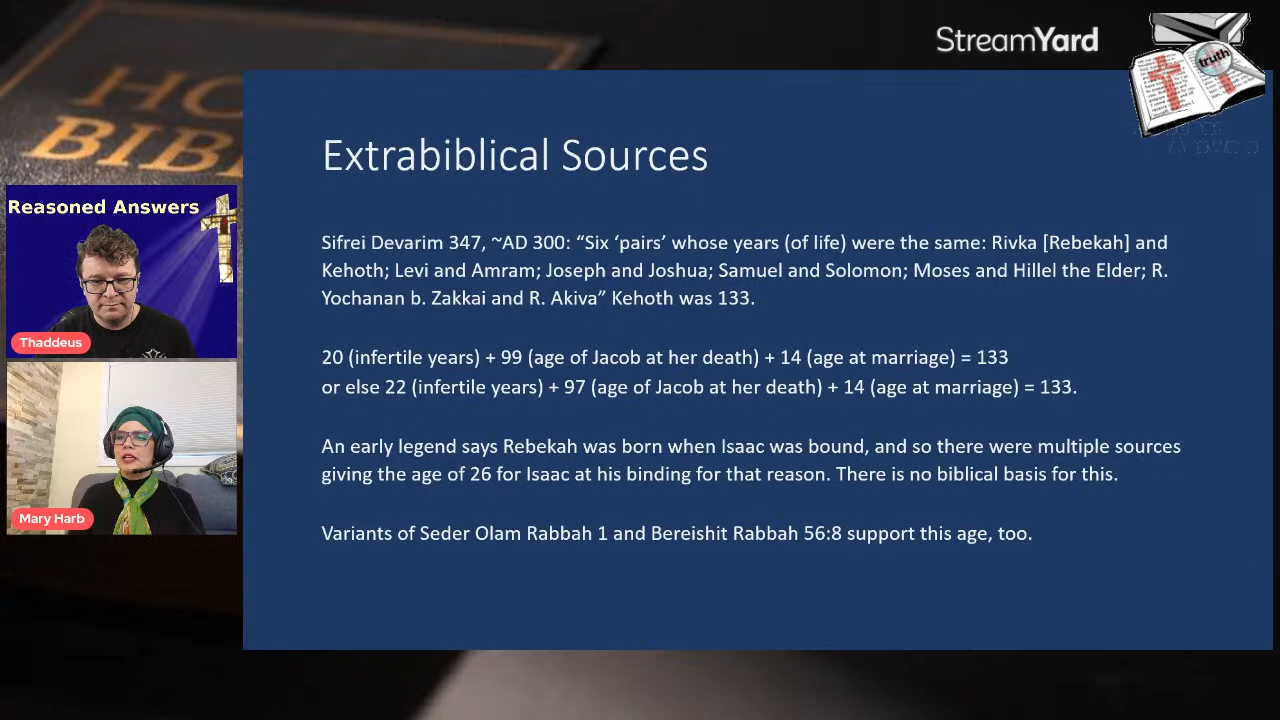 StreamYard
HO
BIB
truth
Extrabiblical Sources
Sifrei Devarim 347, ~AD 300: “Six ‘pairs’ whose years (of life) were the same: Rivka [Rebekah] and
Kehoth; Levi and Amram; Joseph and Joshua; Samuel and Solomon; Moses and Hillel the Elder; R.
Yochanan b. Zakkai and R. Akiva” Kehoth was 133.
20 (infertile years) + 99 (age of Jacob at her death) + 14 (age at marriage) = 133
or else 22 (infertile years) + 97 (age of Jacob at her death) + 14 (age at marriage) = 133.
An early legend says Rebekah was born when Isaac was bound, and so there were multiple sources
giving the age of 26 for Isaac at his binding for that reason. There is no biblical basis for this.
Variants of Seder Olam Rabbah 1 and Bereishit Rabbah 56:8 support this age, too.
Reasoned Answers
Thaddeus
Mary Harb